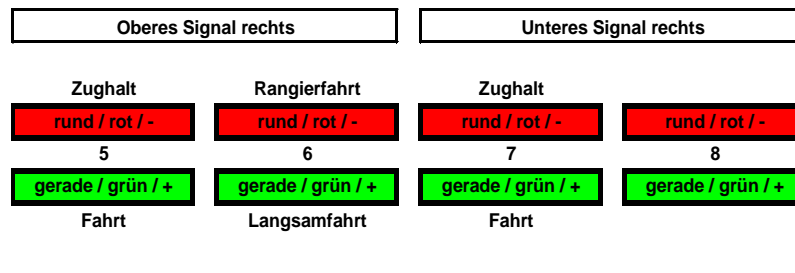 Oberes Signal rechts Unteres Signal rechts
Zughalt Rangierfahrt Zughalt
rund / rot / - rund / rot / - rund / rot / - rund / rot / -
5 6 7 8
gerade / grün / + gerade / grün / + gerade / grün / + gerade / grün / +
Fahrt Langsamfahrt Fahrt